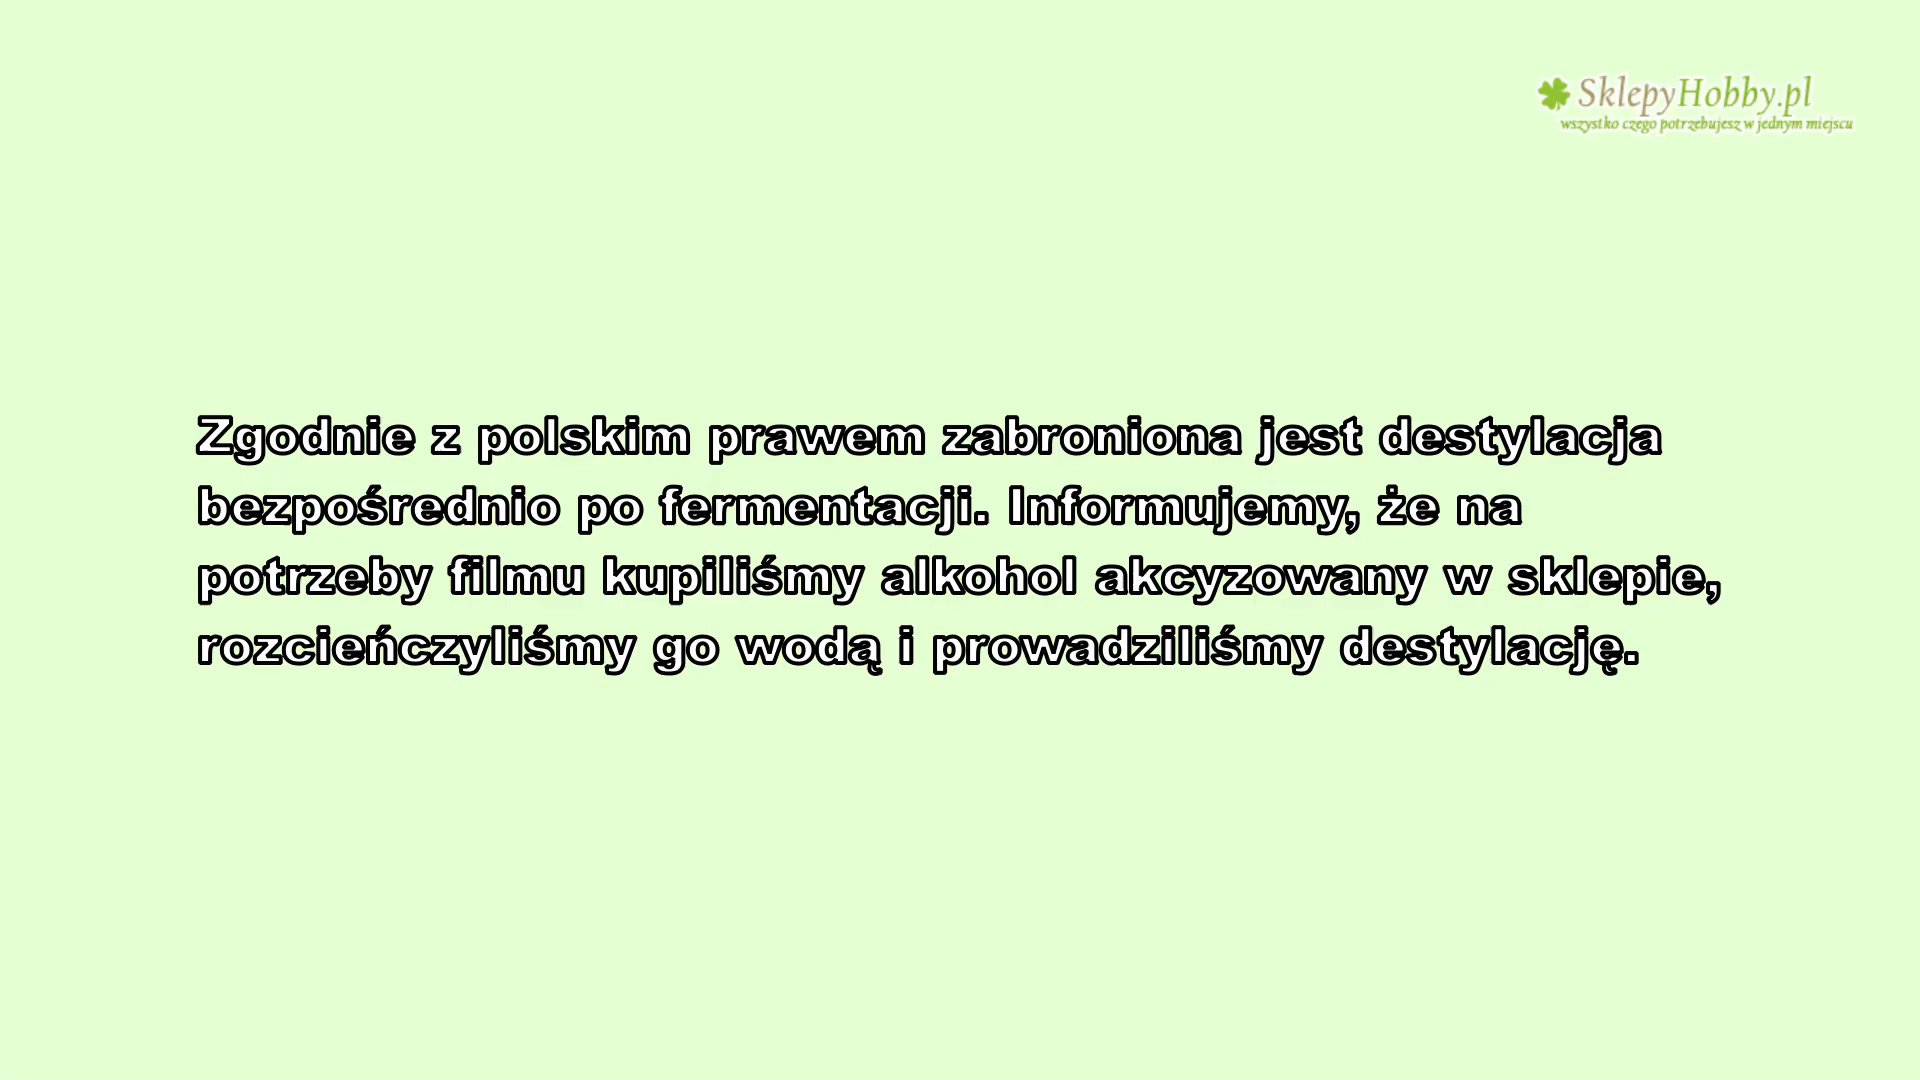 SklepyHobby.pl
wszystko czego potrzebujesz w jednym miejscu
Zgodnie z polskim prawem zabroniona jest destylacja
bezpośrednio po fermentacji. Informujemy, że na
potrzeby filmu kupiliśmy alkohol akcyzowany w sklepie,
rozcieńczyliśmy go wodą i prowadziliśmy destylację.